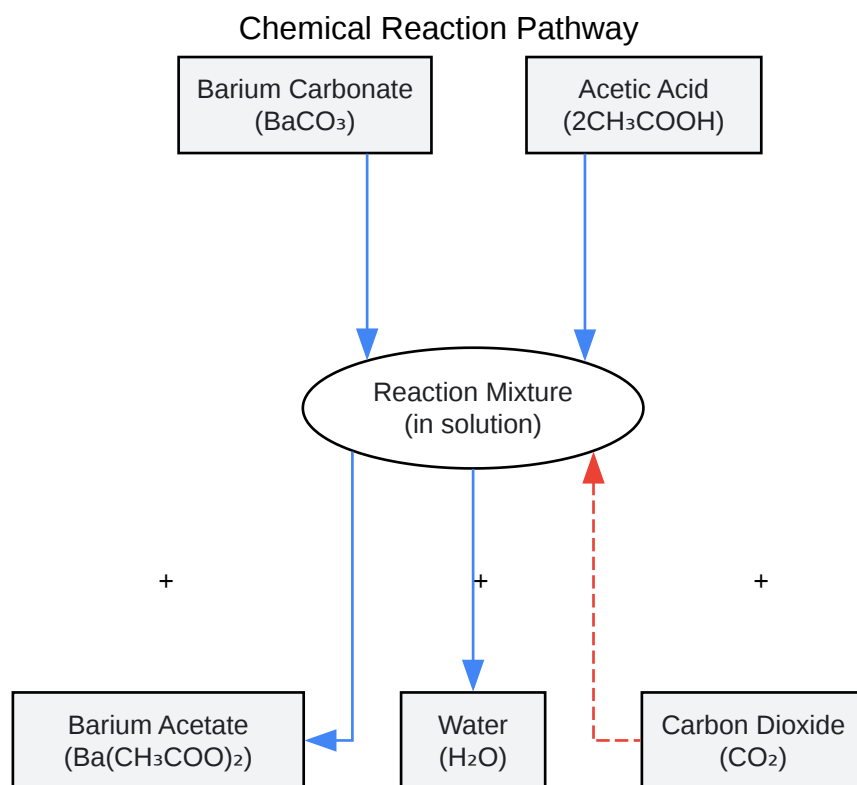 Chemical Reaction Pathway
Barium Carbonate
(BaCO₃)
Acetic Acid
(2CH₃COOH)
Reaction Mixture
(in solution)
+
+
+
Barium Acetate
(Ba(CH₃COO)₂)
Water
(H₂O)
Carbon Dioxide
(CO₂)